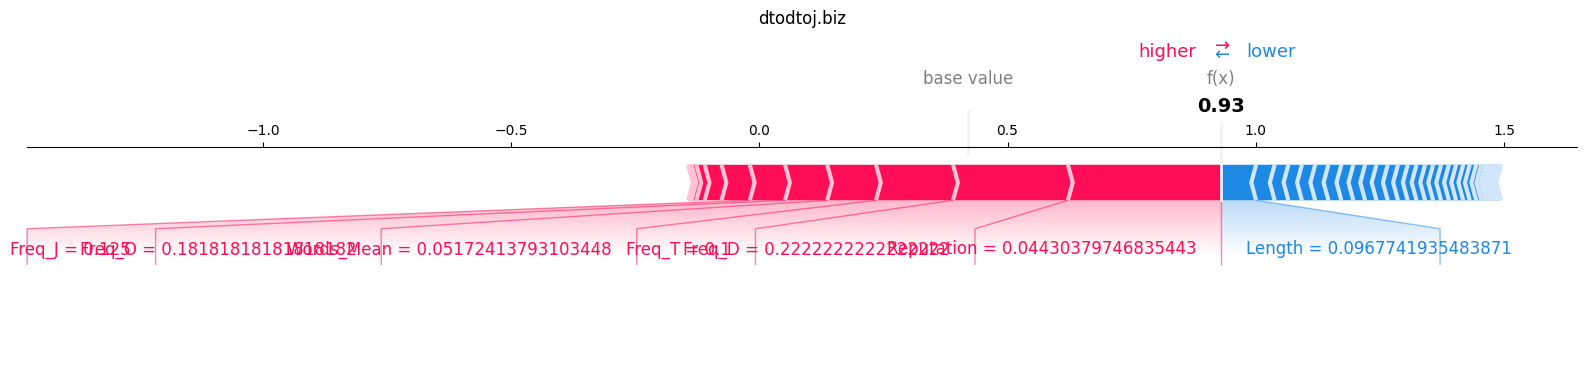 dtodtoj.biz
higher ⇄ lower
base value f(x)
0.93
−1.0 −0.5 0.0 0.5 1.0 1.5
Freq_J = 0.125 Freq_O = 0.18181818181818182 Words_Mean = 0.05172413793103448 Freq_T = 0.1 Freq_D = 0.2222222222222222 Reputation = 0.04430379746835443 Length = 0.0967741935483871